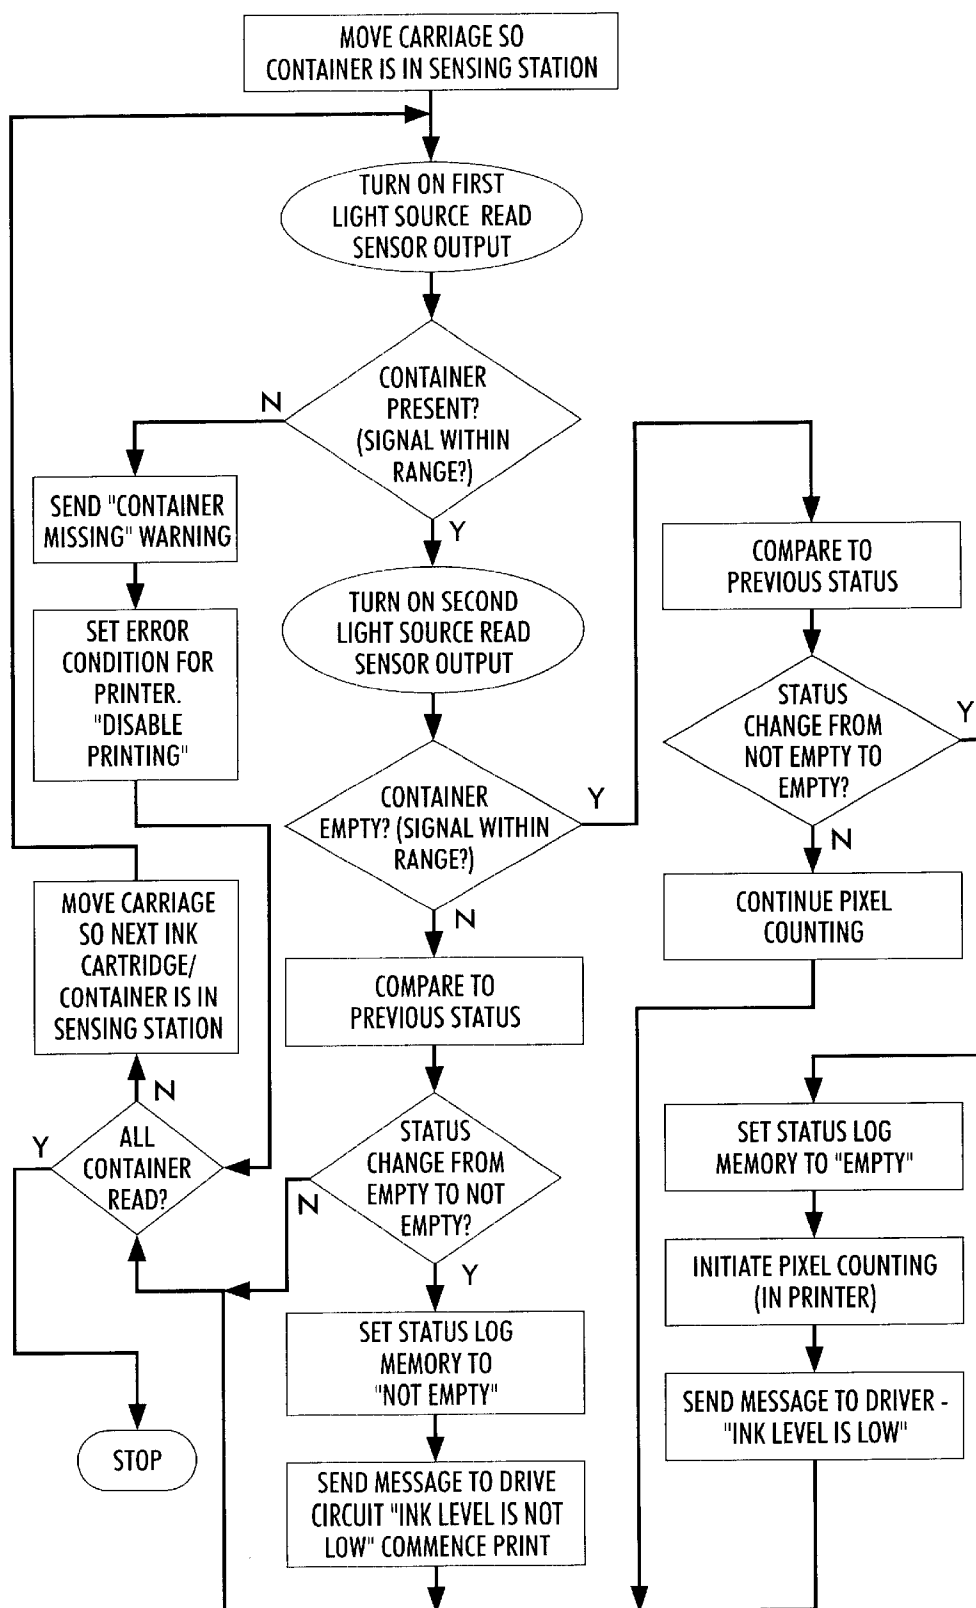 MOVE CARRIAGE SO
CONTAINER IS IN SENSING STATION
TURN ON FIRST
LIGHT SOURCE READ
SENSOR OUTPUT
CONTAINER
PRESENT?
(SIGNAL WITHIN
RANGE?)
N
Y
SEND "CONTAINER
MISSING" WARNING
SET ERROR
CONDITION FOR
PRINTER.
"DISABLE
PRINTING"
TURN ON SECOND
LIGHT SOURCE READ
SENSOR OUTPUT
CONTAINER
EMPTY? (SIGNAL WITHIN
RANGE?)
Y
N
COMPARE TO
PREVIOUS STATUS
STATUS
CHANGE FROM
NOT EMPTY TO
EMPTY?
Y
N
CONTINUE PIXEL
COUNTING
MOVE CARRIAGE
SO NEXT INK
CARTRIDGE/
CONTAINER IS IN
SENSING STATION
N
Y
ALL
CONTAINER
READ?
STOP
COMPARE TO
PREVIOUS STATUS
STATUS
CHANGE FROM
EMPTY TO NOT
EMPTY?
N
Y
SET STATUS LOG
MEMORY TO
"NOT EMPTY"
SEND MESSAGE TO DRIVE
CIRCUIT "INK LEVEL IS NOT
LOW" COMMENCE PRINT
SET STATUS LOG
MEMORY TO "EMPTY"
INITIATE PIXEL COUNTING
(IN PRINTER)
SEND MESSAGE TO DRIVER -
"INK LEVEL IS LOW"